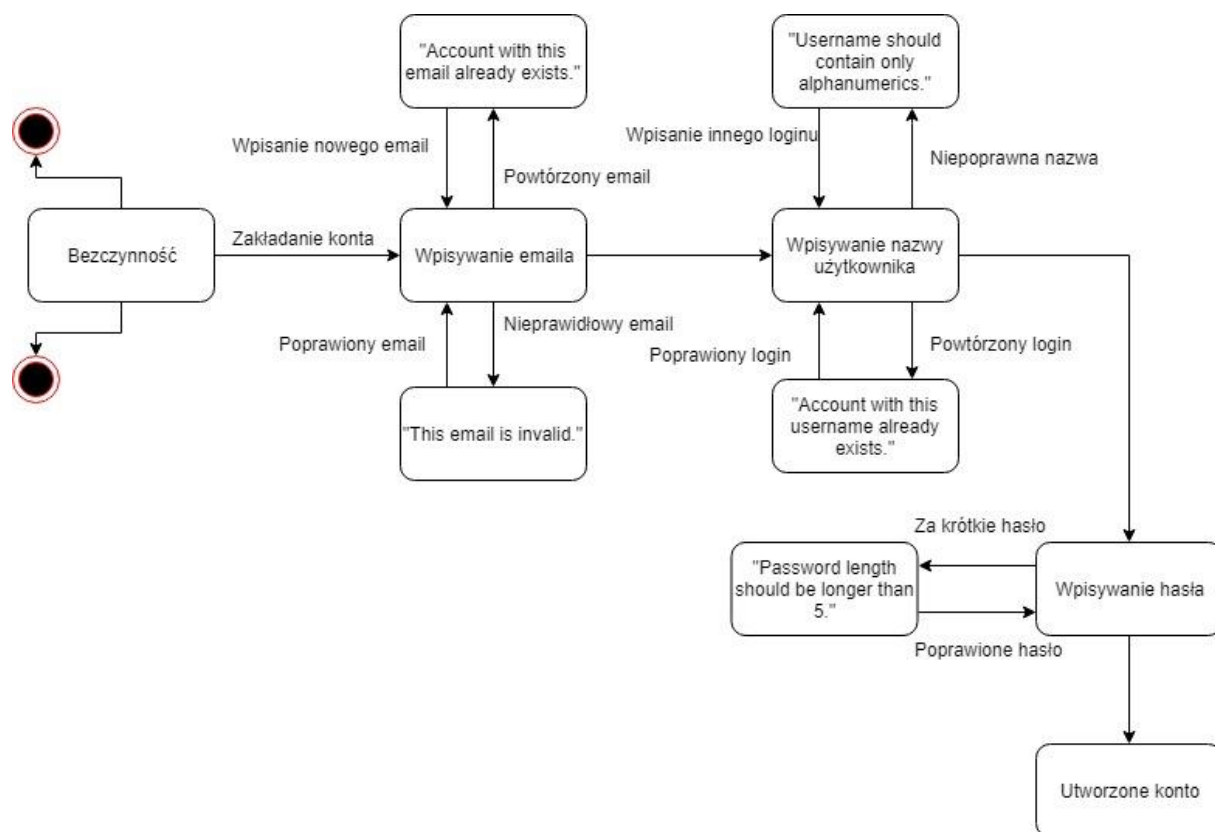 "Account with this
email already exists."
"Username should
contain only
alphanumerics."
Wpisanie nowego email
Powtórzony email
Wpisanie innego loginu
Niepoprawna nazwa
Bezczynność
Zakładanie konta
Wpisywanie emaila
Wpisywanie nazwy
użytkownika
Poprawiony email
Nieprawidłowy email
Poprawiony login
Powtórzony login
"This email is invalid."
"Account with this
username already
exists."
Za krótkie hasło
"Password length
should be longer than
5."
Wpisywanie hasła
Poprawione hasło
Utworzone konto